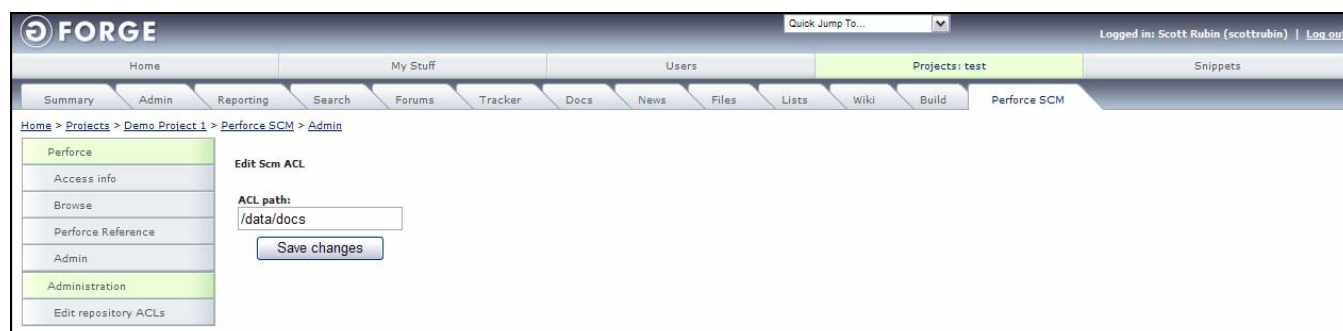 FORGE
Quick Jump To...
Logged in: Scott Rubin (scottrubin) | Log out
Home My Stuff Users Projects: test Snippets
Summary Admin Reporting Search Forums Tracker Docs News Files Lists Wiki Build Perforce SCM
Home > Projects > Demo Project 1 > Perforce SCM > Admin
Perforce
Access info
Browse
Perforce Reference
Admin
Administration
Edit repository ACLs
Edit Scm ACL
ACL path:
/data/docs
Save changes